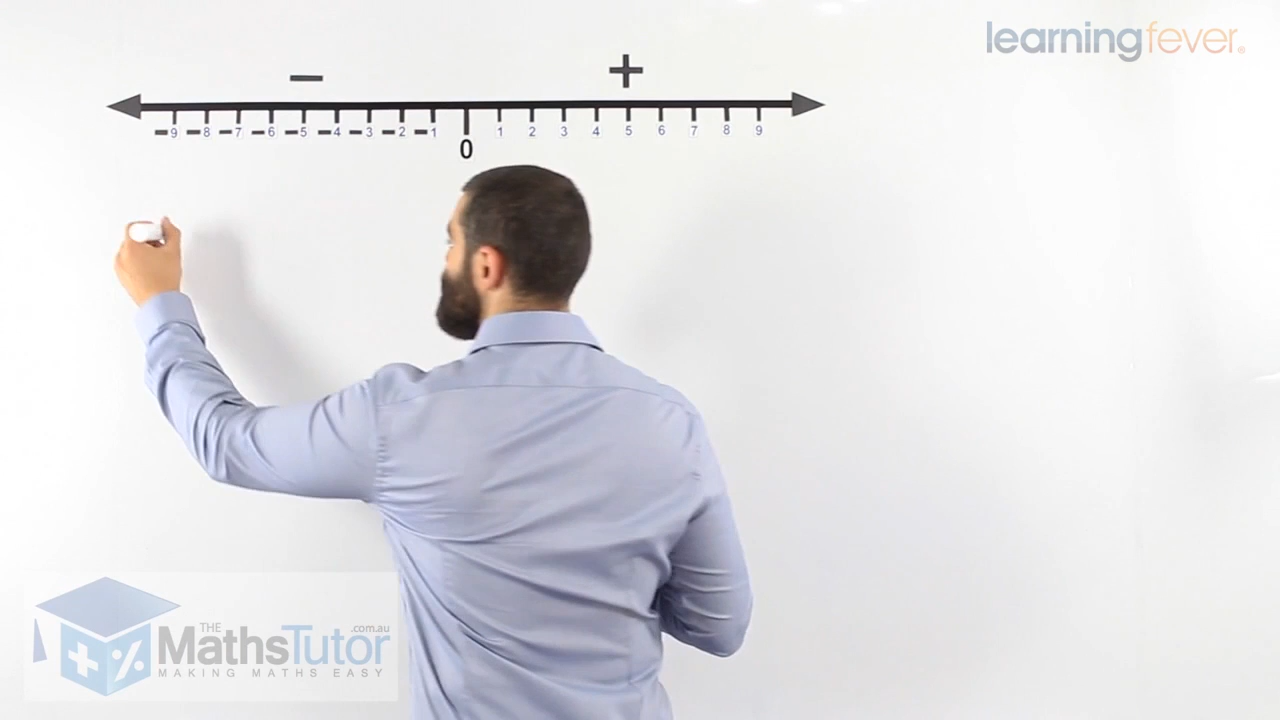 learningfever®
− +
-9 -8 -7 -6 -5 -4 -3 -2 -1 0 1 2 3 4 5 6 7 8 9
+ %
THE
MathsTutor.com.au
MAKING MATHS EASY